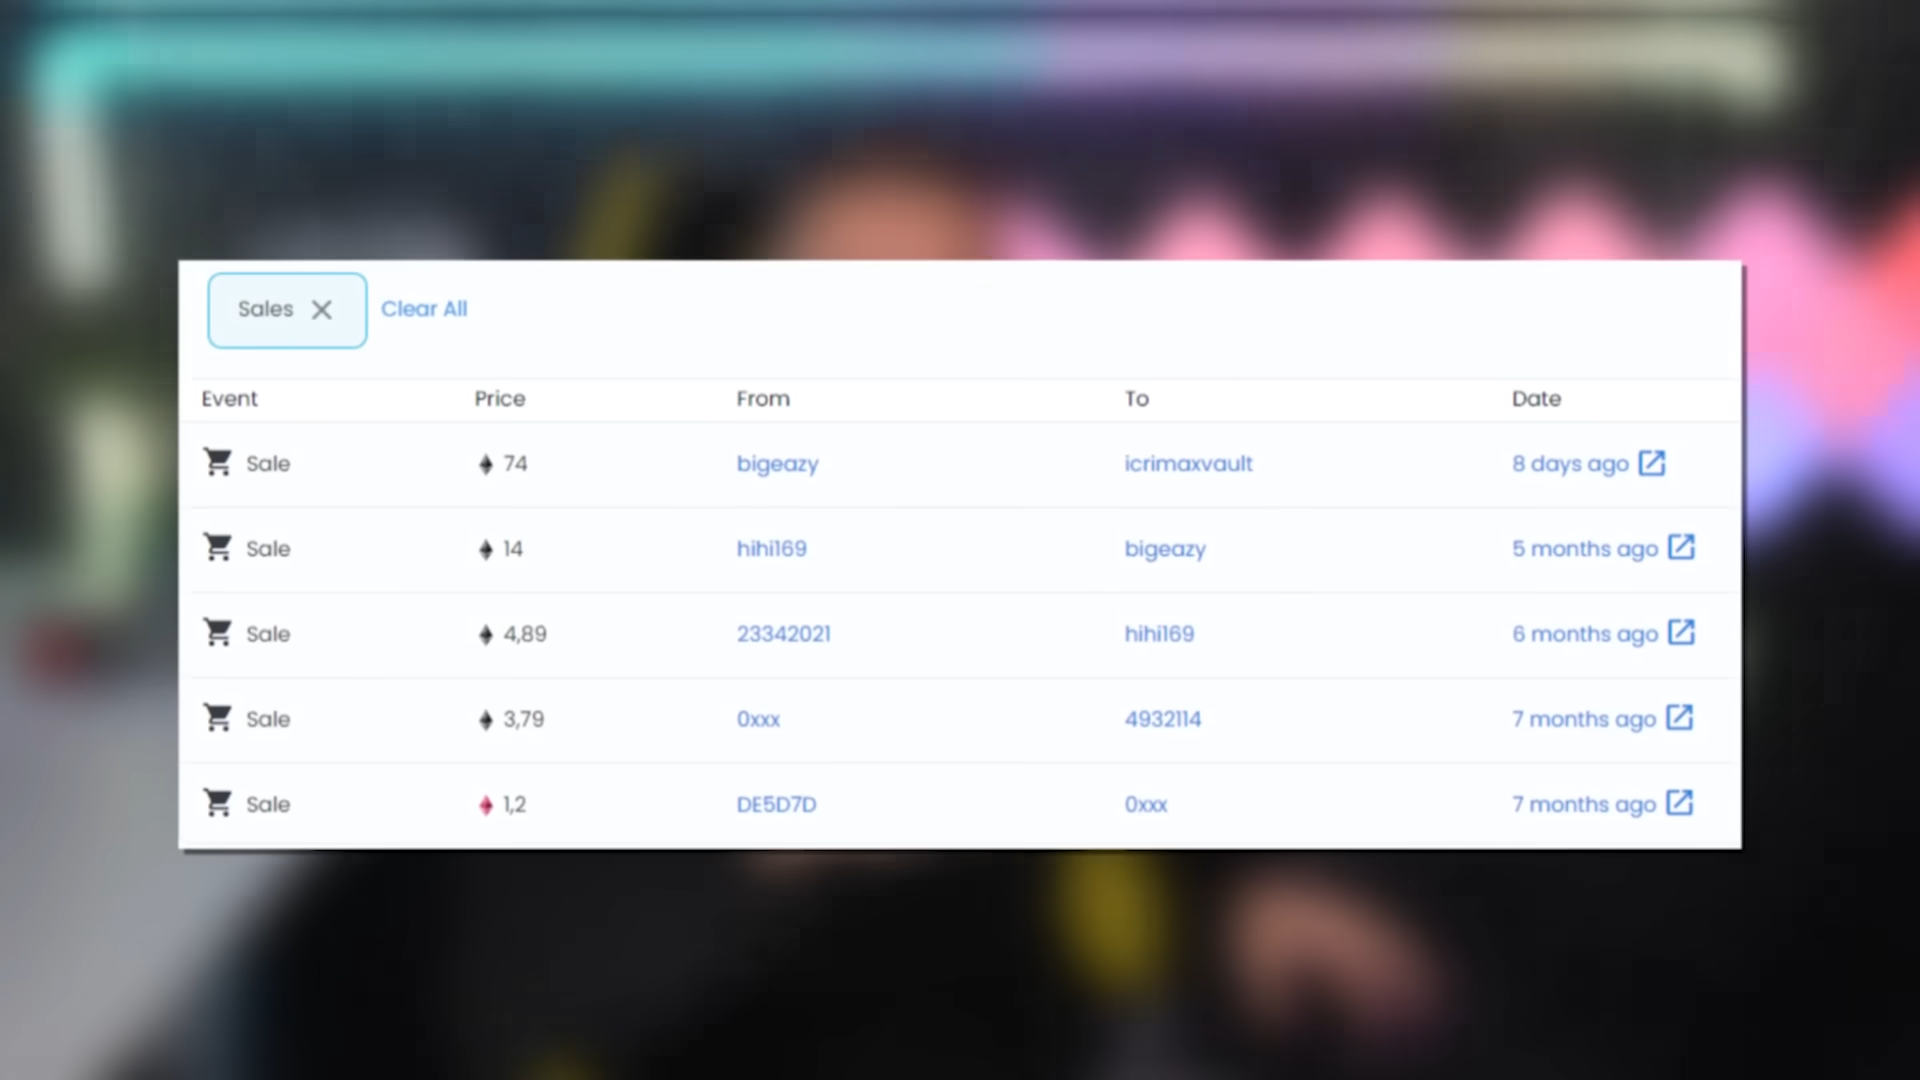 Sales Clear All
Event Price From To Date
Sale 74 bigeazy icrimaxvault 8 days ago
Sale 14 hihi169 bigeazy 5 months ago
Sale 4,89 23342021 hihi169 6 months ago
Sale 3,79 0xxx 4932114 7 months ago
Sale 1,2 DE5D7D 0xxx 7 months ago